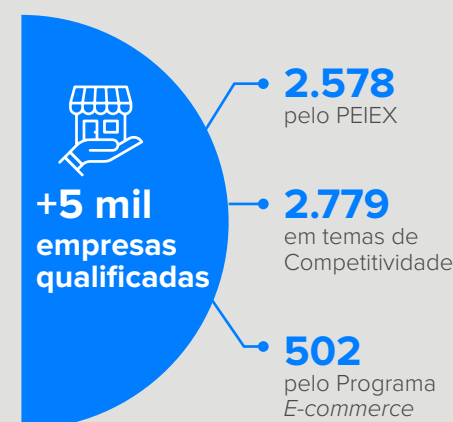 +5 mil
empresas
qualificadas
2.578
pelo PEIEX
2.779
em temas de
Competitividade
502
pelo Programa
E-commerce